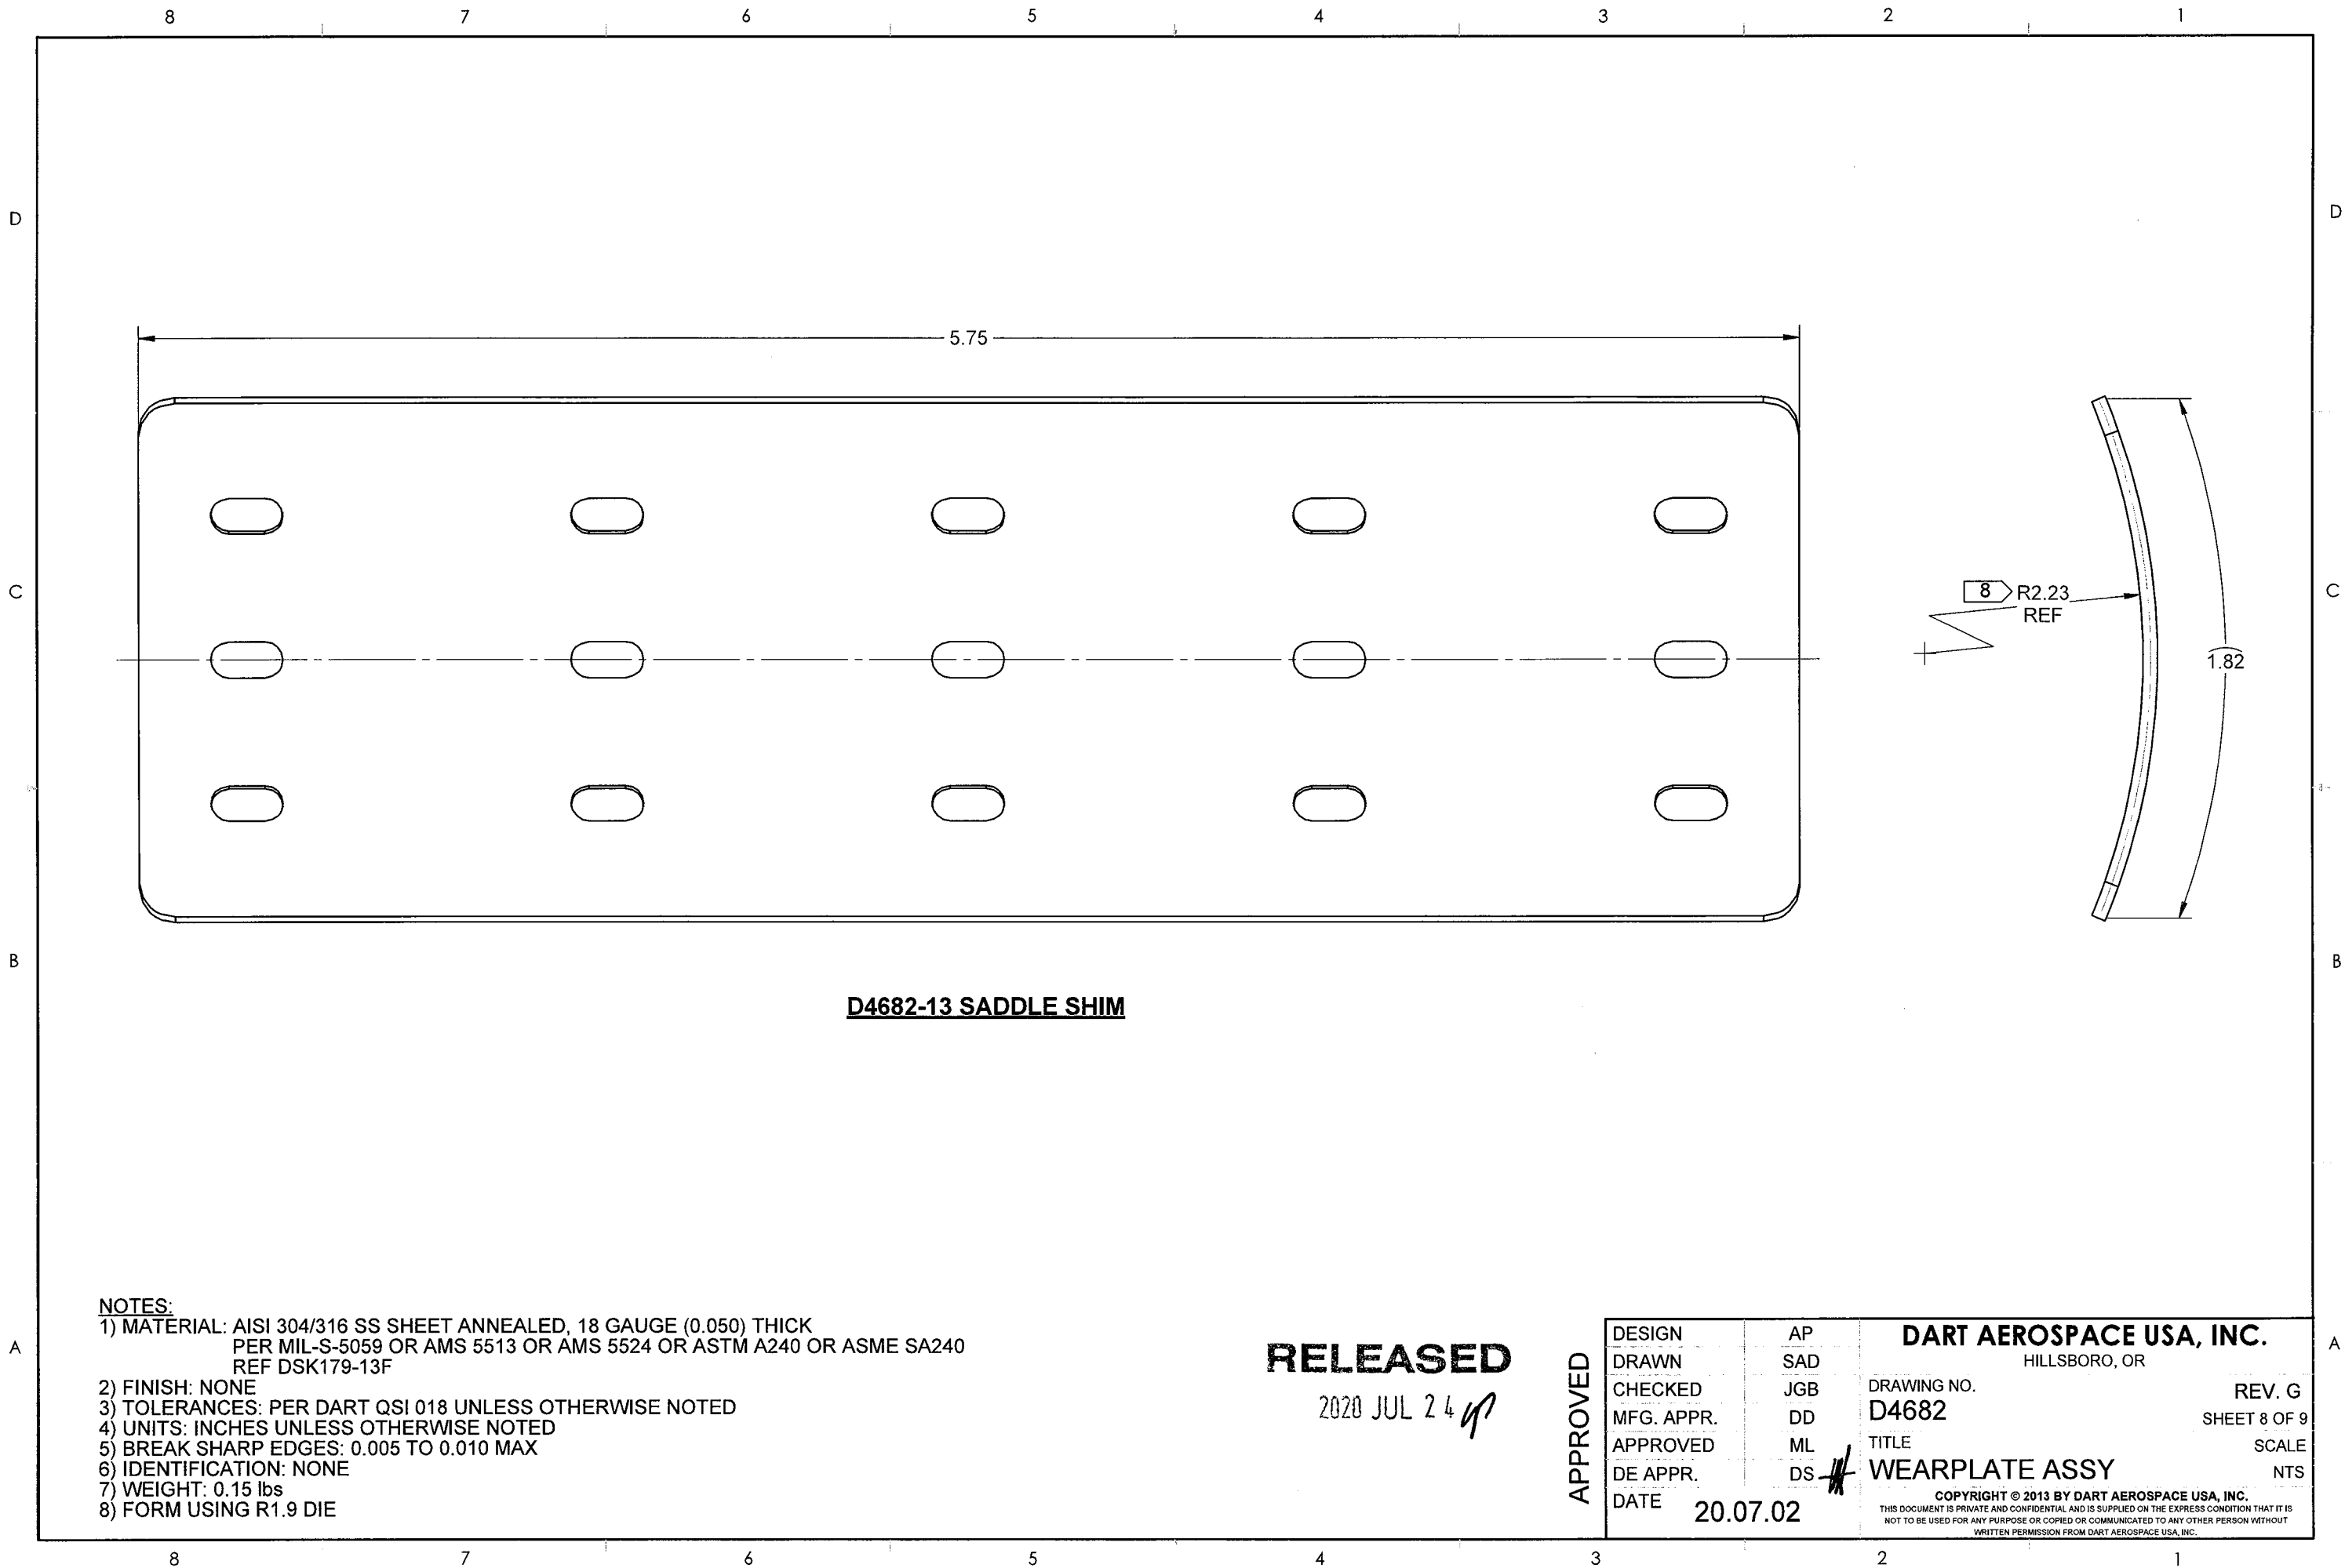 8 7 6 5 4 3 2 1
D D
5.75
C C
8 R2.23
REF
1.82
B B
D4682-13 SADDLE SHIM
NOTES:
1) MATERIAL: AISI 304/316 SS SHEET ANNEALED, 18 GAUGE (0.050) THICK
PER MIL-S-5059 OR AMS 5513 OR AMS 5524 OR ASTM A240 OR ASME SA240
REF DSK179-13F
2) FINISH: NONE
3) TOLERANCES: PER DART QSI 018 UNLESS OTHERWISE NOTED
4) UNITS: INCHES UNLESS OTHERWISE NOTED
5) BREAK SHARP EDGES: 0.005 TO 0.010 MAX
6) IDENTIFICATION: NONE
7) WEIGHT: 0.15 lbs
8) FORM USING R1.9 DIE
A A
RELEASED
2020 JUL 24
APPROVED
DESIGN AP
DRAWN SAD
CHECKED JGB
MFG. APPR. DD
APPROVED ML
DE APPR. DS
DATE 20.07.02
DART AEROSPACE USA, INC.
HILLSBORO, OR
DRAWING NO. REV. G
D4682 SHEET 8 OF 9
TITLE SCALE
WEARPLATE ASSY NTS
COPYRIGHT © 2013 BY DART AEROSPACE USA, INC.
THIS DOCUMENT IS PRIVATE AND CONFIDENTIAL AND IS SUPPLIED ON THE EXPRESS CONDITION THAT IT IS
NOT TO BE USED FOR ANY PURPOSE OR COPIED OR COMMUNICATED TO ANY OTHER PERSON WITHOUT
WRITTEN PERMISSION FROM DART AEROSPACE USA, INC.
8 7 6 5 4 3 2 1